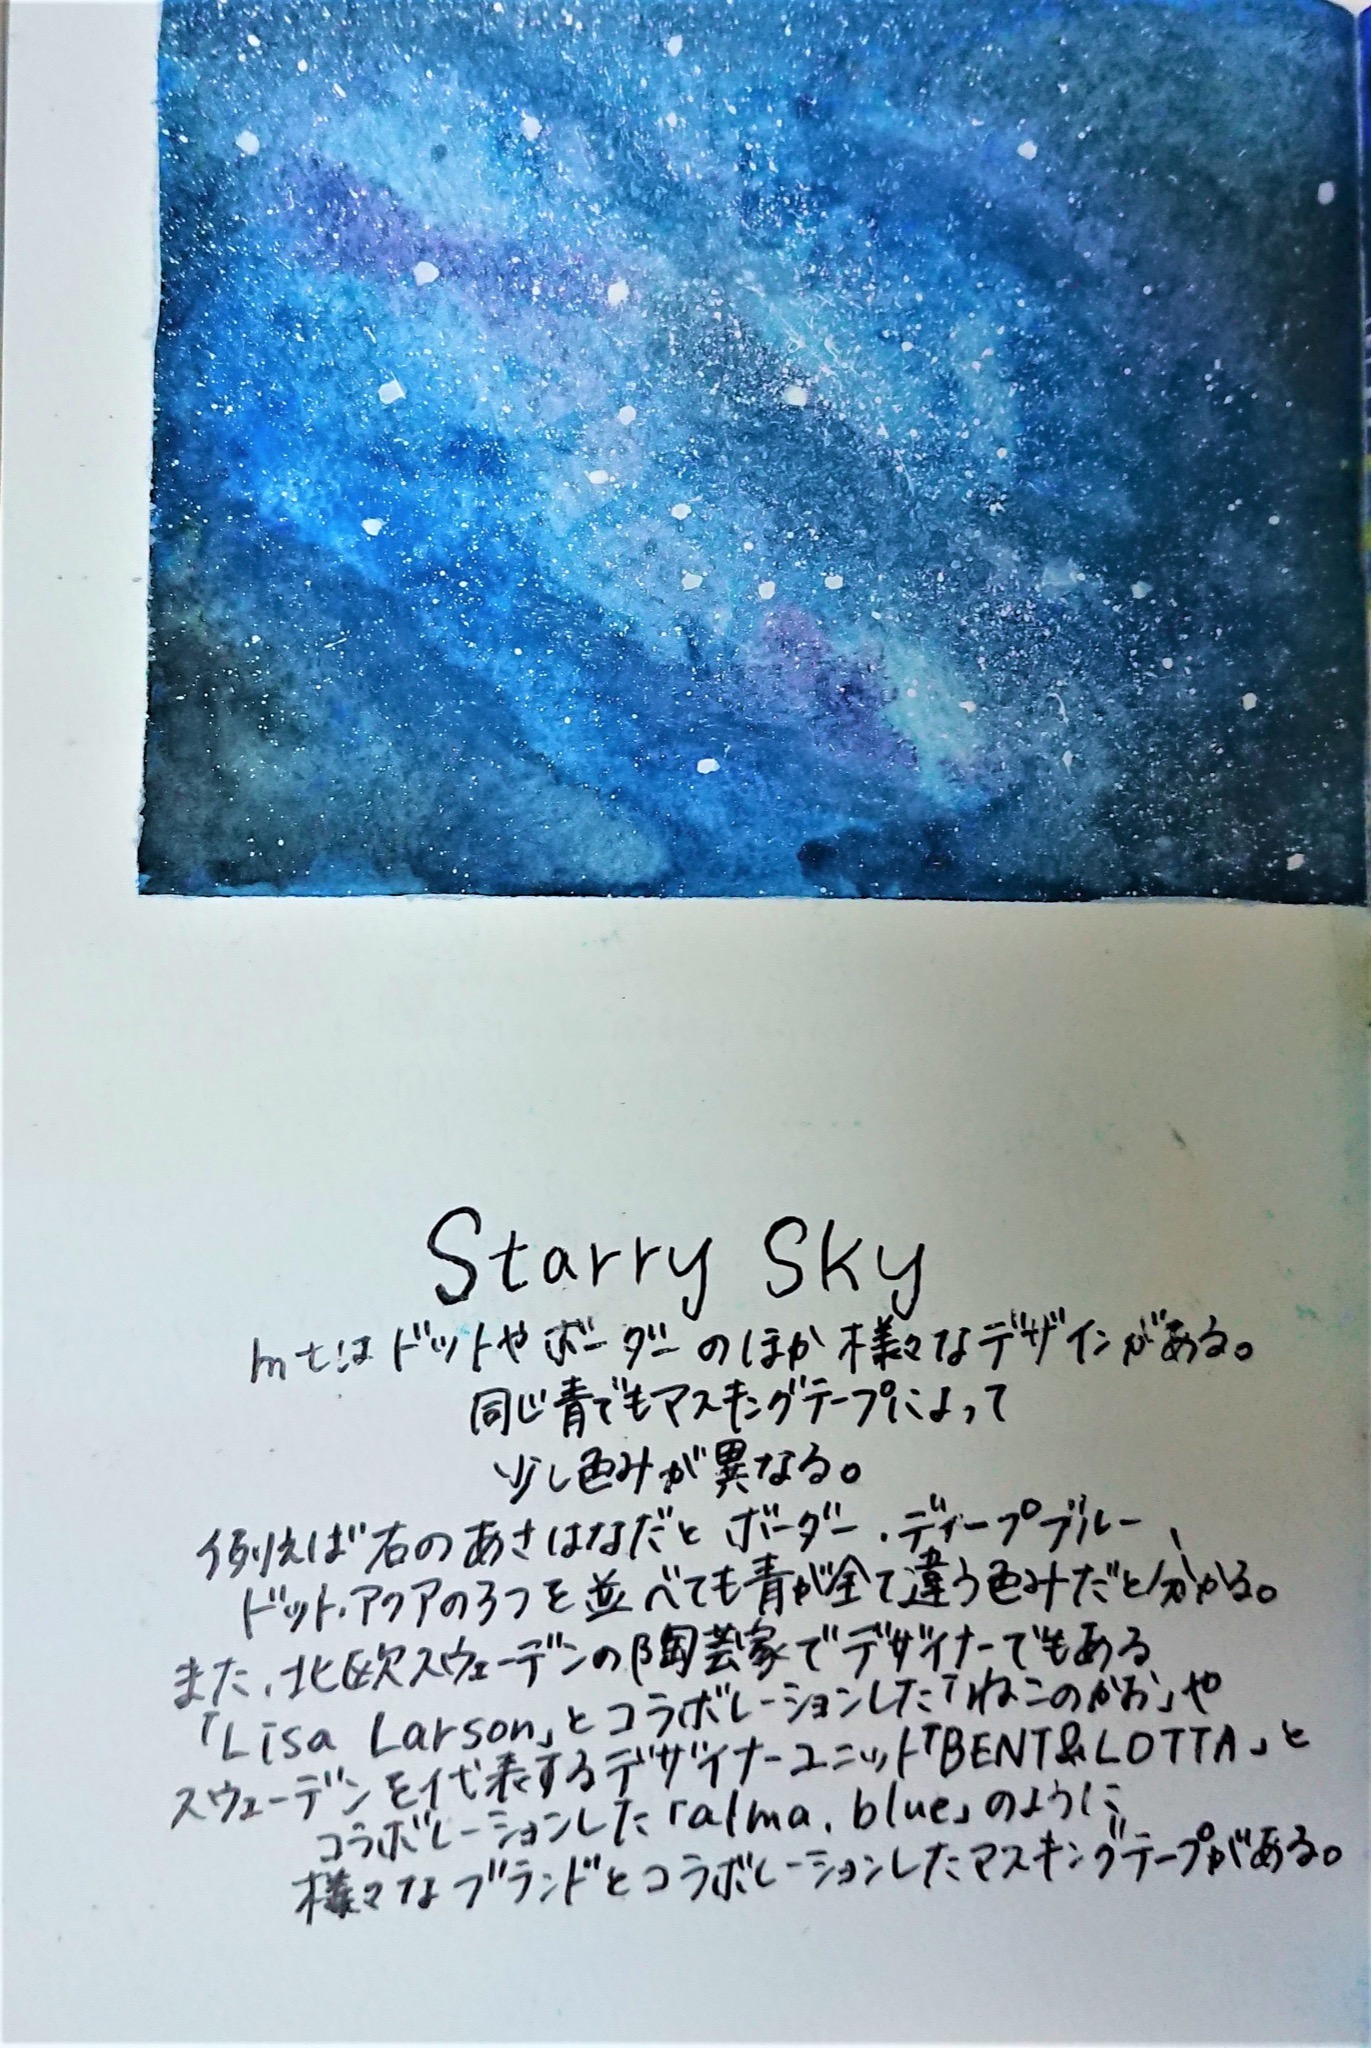 Starry Sky
mtはドットやボーダーのほか様々なデザインがある。
同じ青でもマスキングテープによって
少し色みが異なる。
例えば右のあさはなだとボーダー・ディープブルー、
ドット・アクアの3つを並べても青が全て違う色みだと分かる。
また、北欧スウェーデンの陶芸家でデザイナーでもある
「Lisa Larson」とコラボレーションした「ねこのかお」や
スウェーデンを代表するデザイナーユニット「BENT&LOTTA」と
コラボレーションした「alma. blue」のように
様々なブランドとコラボレーションしたマスキングテープがある。